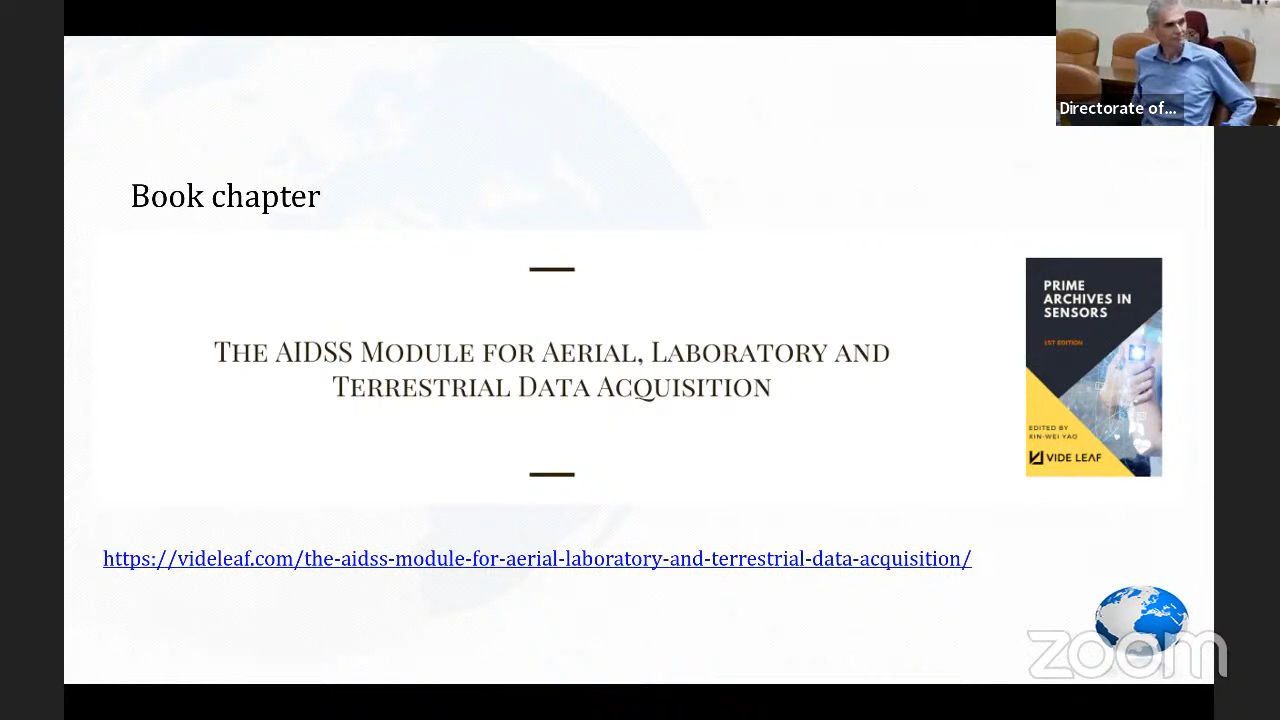 Directorate of...
Book chapter
THE AIDSS MODULE FOR AERIAL, LABORATORY AND
TERRESTRIAL DATA ACQUISITION
PRIME
ARCHIVES IN
SENSORS
1ST EDITION
EDITED BY
XIN-WEI YAO
VIDE LEAF
https://videleaf.com/the-aidss-module-for-aerial-laboratory-and-terrestrial-data-acquisition/
zoom